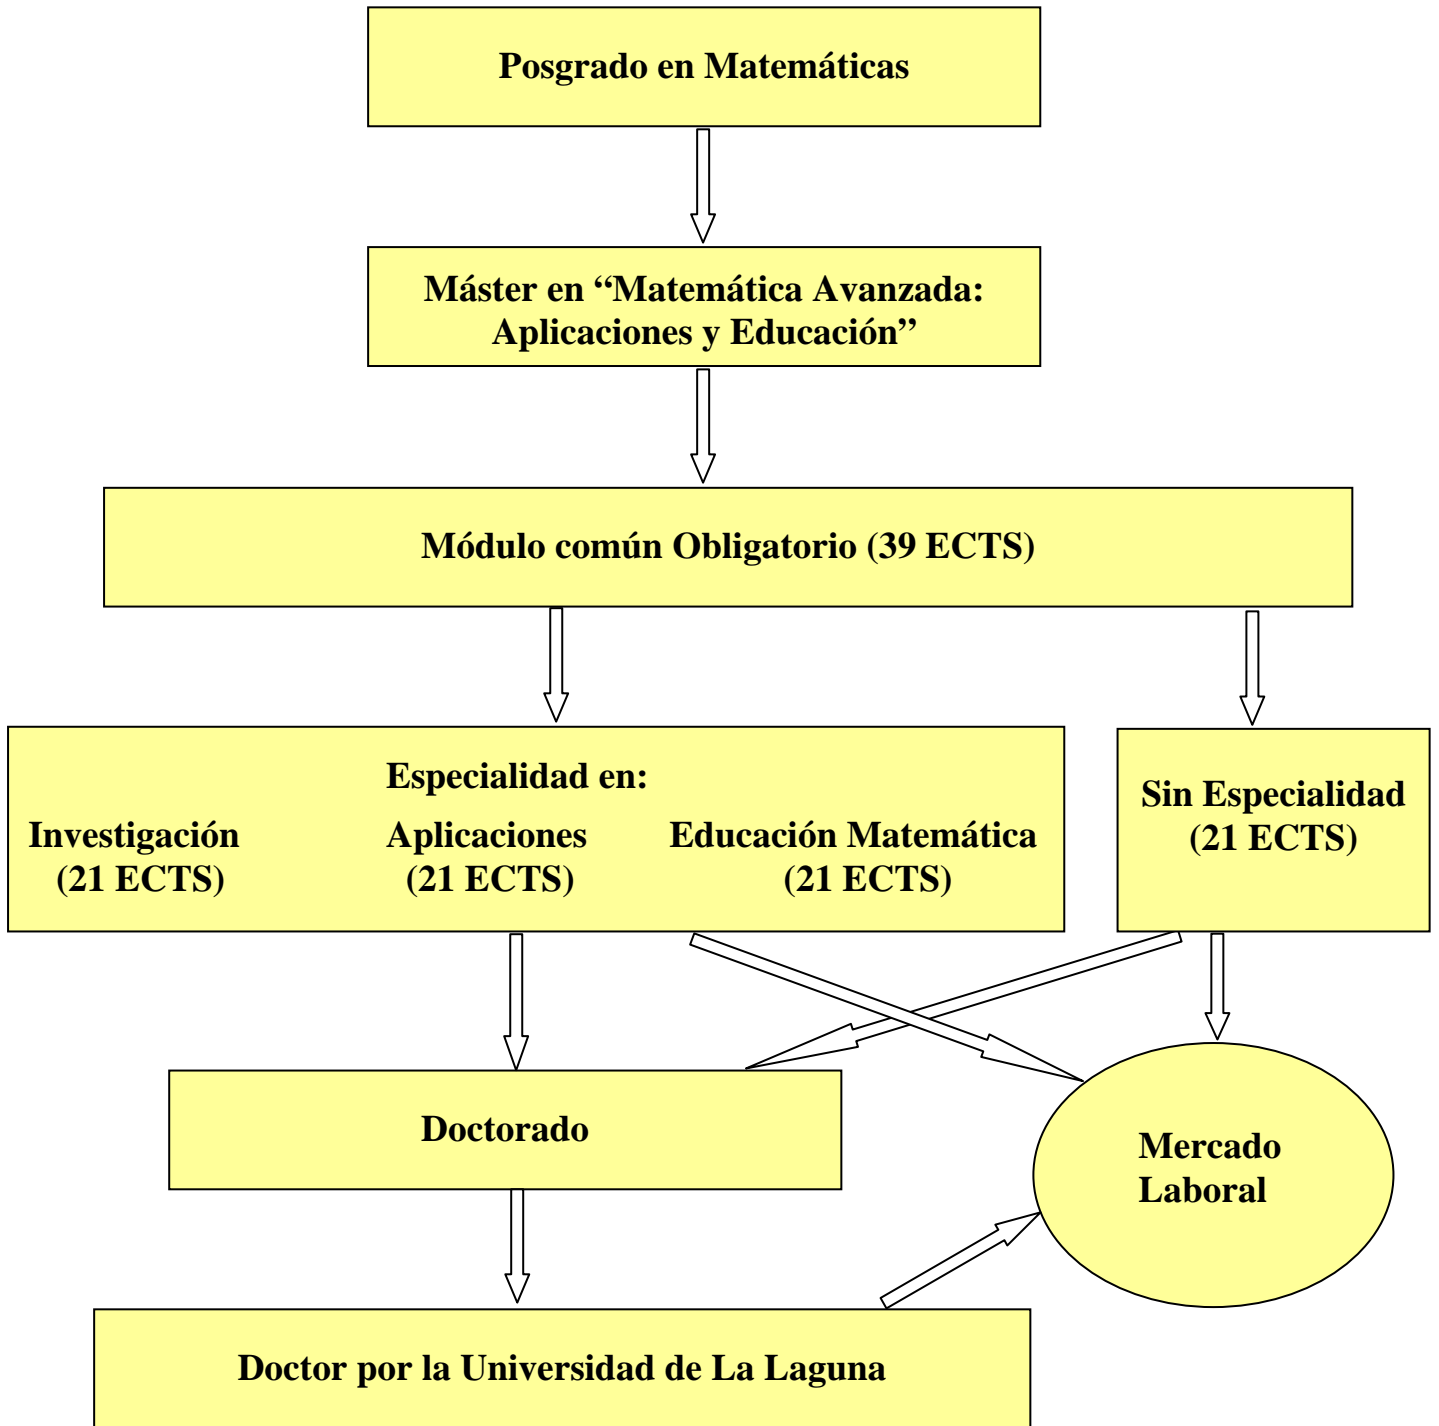 Posgrado en Matemáticas
Máster en “Matemática Avanzada:
Aplicaciones y Educación”
Módulo común Obligatorio (39 ECTS)
Especialidad en:
Investigación Aplicaciones Educación Matemática
(21 ECTS) (21 ECTS) (21 ECTS)
Sin Especialidad
(21 ECTS)
Doctorado
Mercado
Laboral
Doctor por la Universidad de La Laguna